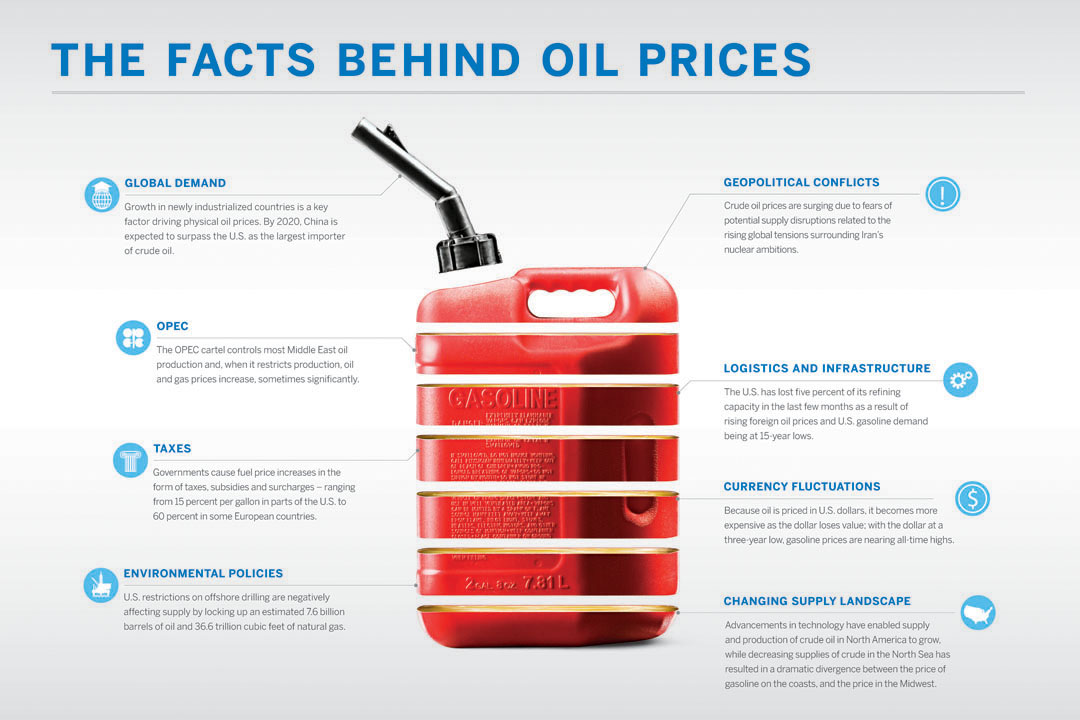 THE FACTS BEHIND OIL PRICES
GLOBAL DEMAND
Growth in newly industrialized countries is a key
factor driving physical oil prices. By 2020, China is
expected to surpass the U.S. as the largest importer
of crude oil.
OPEC
The OPEC cartel controls most Middle East oil
production and, when it restricts production, oil
and gas prices increase, sometimes significantly.
TAXES
Governments cause fuel price increases in the
form of taxes, subsidies and surcharges – ranging
from 15 percent per gallon in parts of the U.S. to
60 percent in some European countries.
ENVIRONMENTAL POLICIES
U.S. restrictions on offshore drilling are negatively
affecting supply by locking up an estimated 7.6 billion
barrels of oil and 36.6 trillion cubic feet of natural gas.
GASOLINE
2 GAL 8 OZ 7.81 L
GEOPOLITICAL CONFLICTS
Crude oil prices are surging due to fears of
potential supply disruptions related to the
rising global tensions surrounding Iran's
nuclear ambitions.
LOGISTICS AND INFRASTRUCTURE
The U.S. has lost five percent of its refining
capacity in the last few months as a result of
rising foreign oil prices and U.S. gasoline demand
being at 15-year lows.
CURRENCY FLUCTUATIONS
Because oil is priced in U.S. dollars, it becomes more
expensive as the dollar loses value; with the dollar at a
three-year low, gasoline prices are nearing all-time highs.
CHANGING SUPPLY LANDSCAPE
Advancements in technology have enabled supply
and production of crude oil in North America to grow,
while decreasing supplies of crude in the North Sea has
resulted in a dramatic divergence between the price of
gasoline on the coasts, and the price in the Midwest.